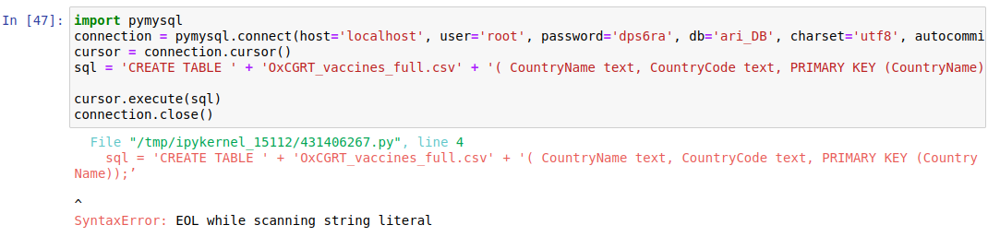 In [47]: import pymysql
connection = pymysql.connect(host='localhost', user='root', password='dps6ra', db='ari_DB', charset='utf8', autocommi
cursor = connection.cursor()
sql = 'CREATE TABLE ' + 'OxCGRT_vaccines_full.csv' + '( CountryName text, CountryCode text, PRIMARY KEY (CountryName)
cursor.execute(sql)
connection.close()
File "/tmp/ipykernel_15112/431406267.py", line 4
sql = 'CREATE TABLE ' + 'OxCGRT_vaccines_full.csv' + '( CountryName text, CountryCode text, PRIMARY KEY (Country
Name));’
^
SyntaxError: EOL while scanning string literal